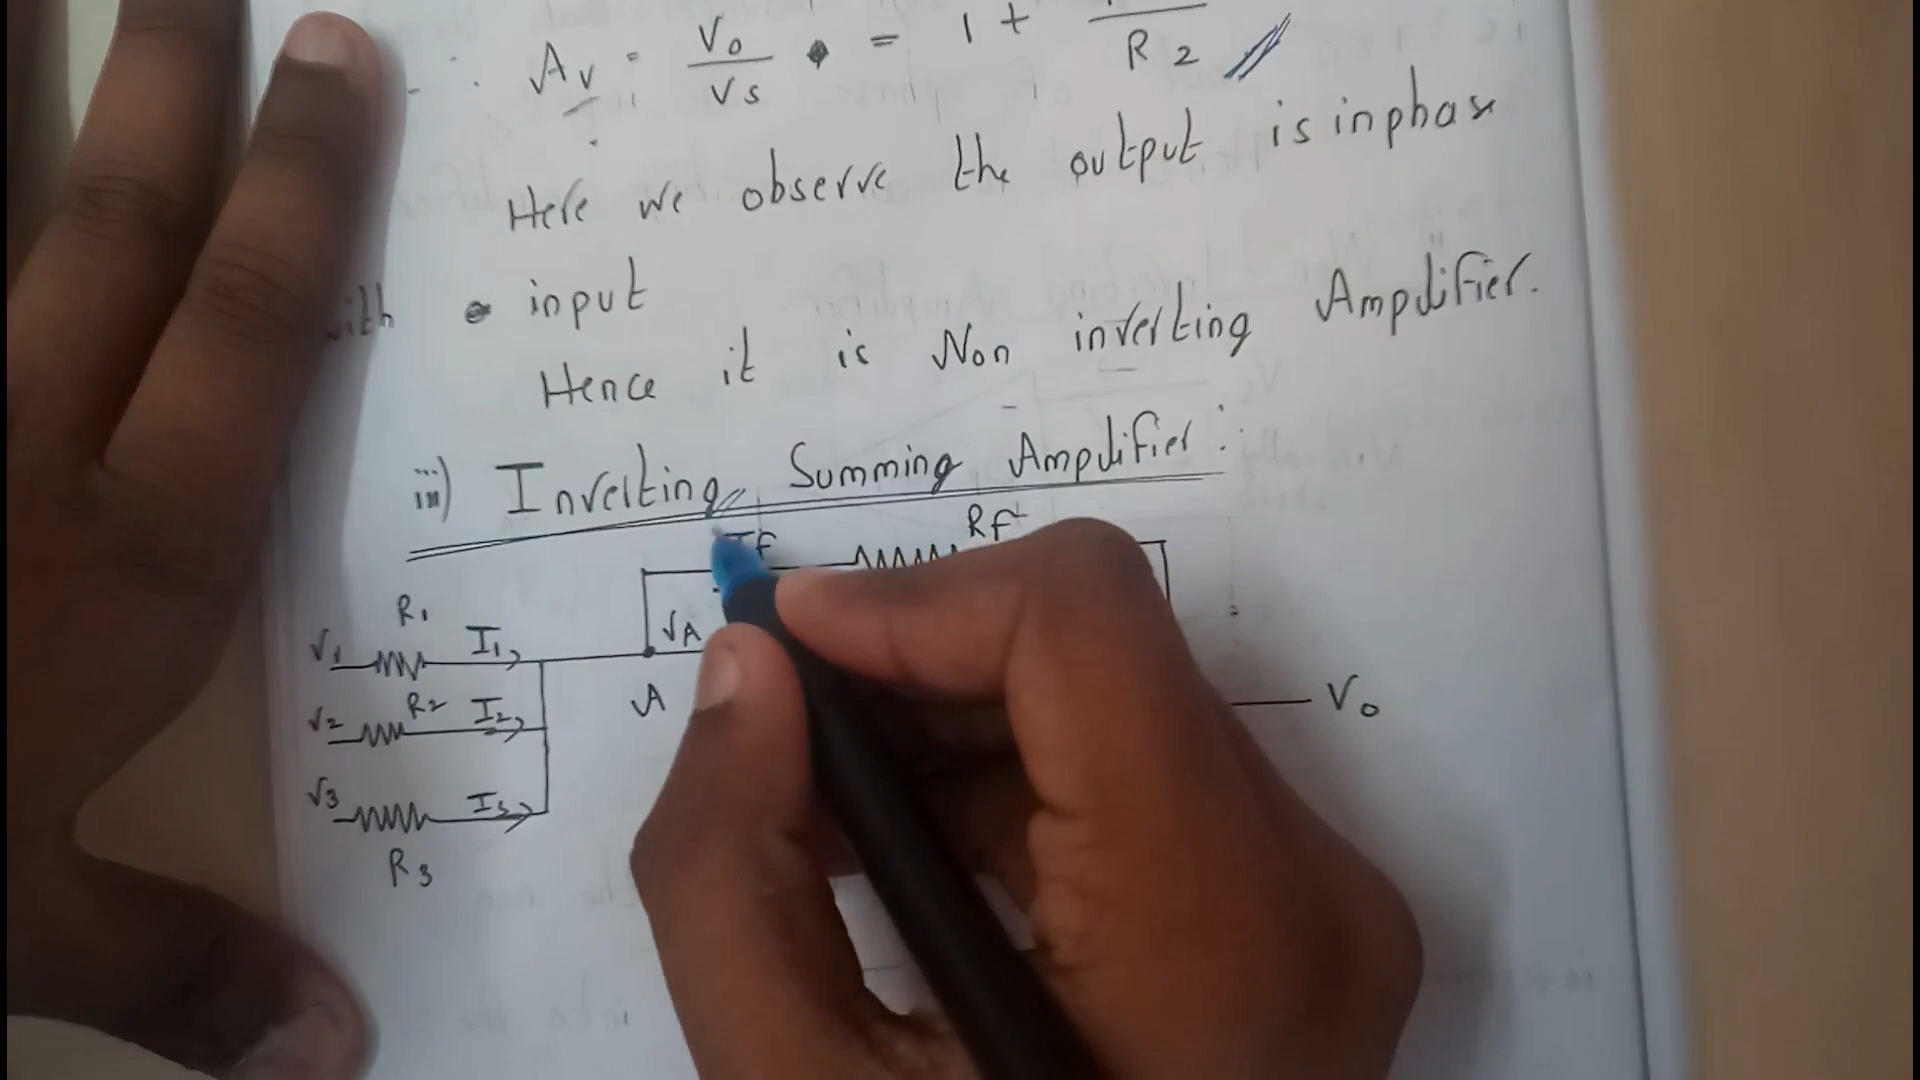 ∴ Av = Vo/Vs = 1 + /R2
Here we observe the output is inphase
with input
Hence it is Non inverting Amplifier.
iii) Inverting Summing Amplifier:
If Rf
R1
V1 I1 VA
V2 R2 I2 A Vo
V3 I3
R3